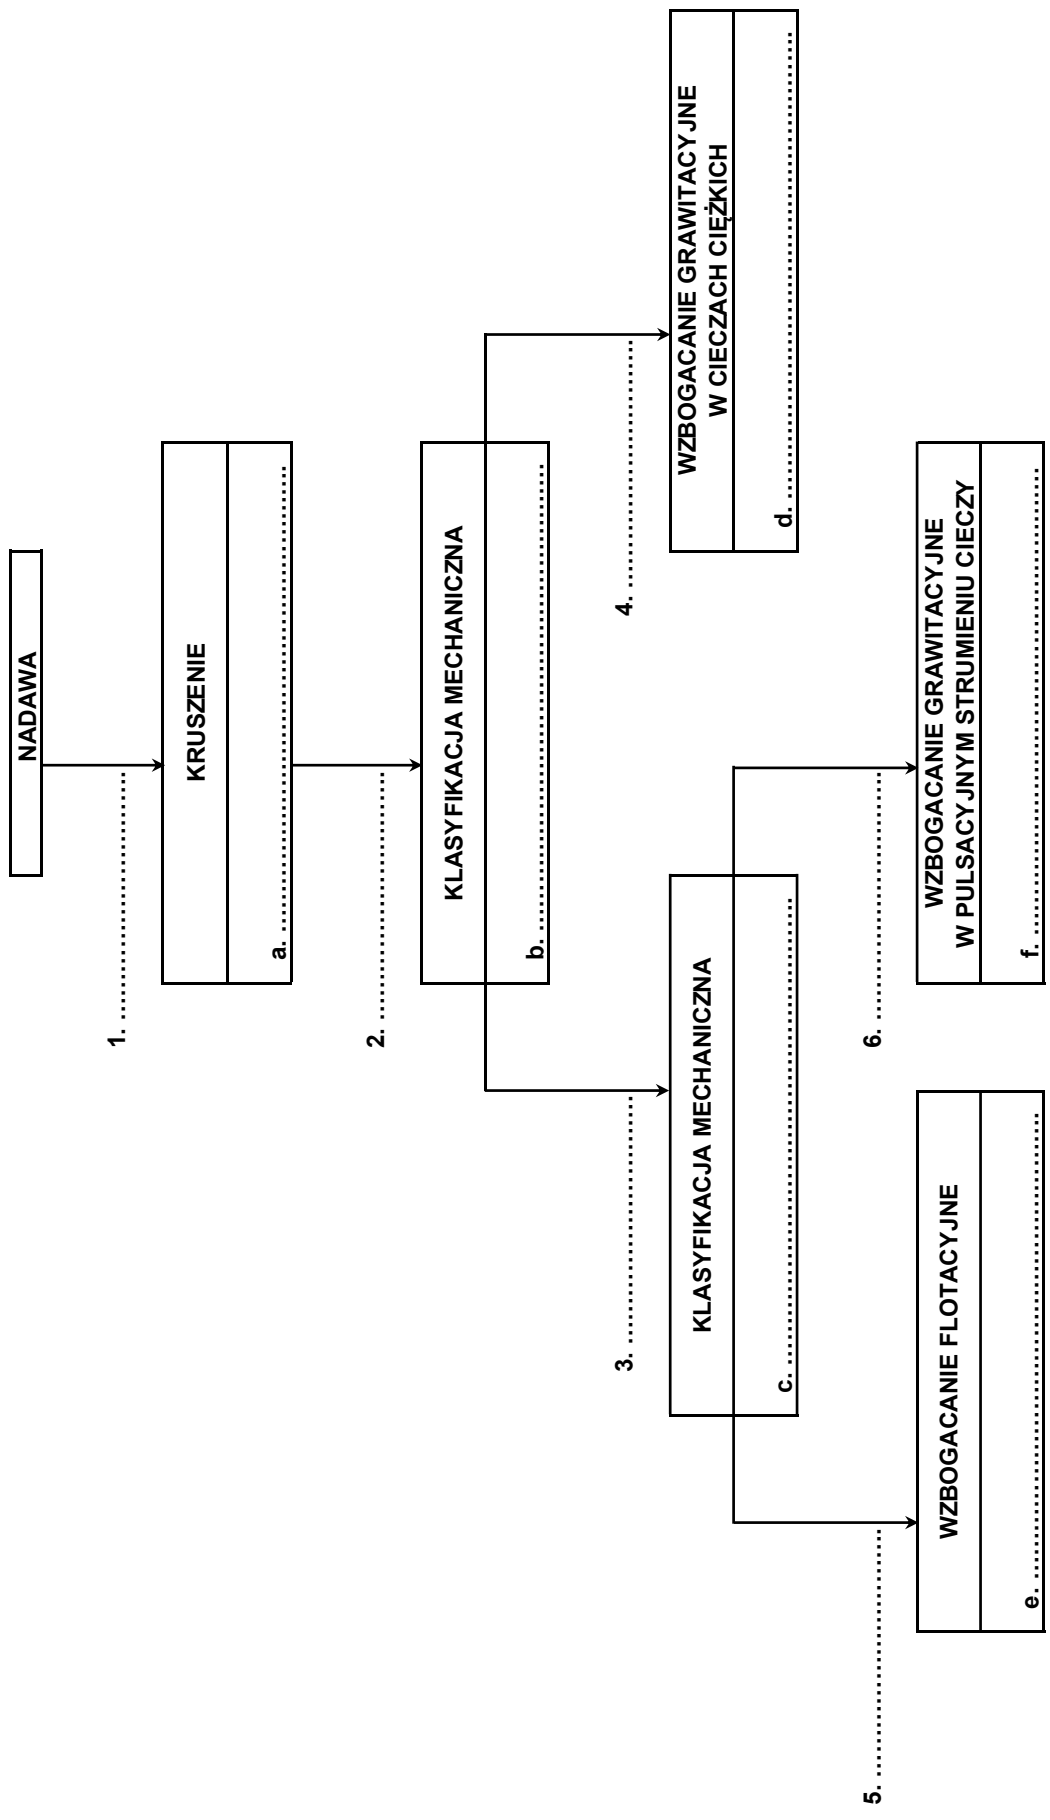 NADAWA
1. ........................................
KRUSZENIE
a. ........................................
2. ........................................
KLASYFIKACJA MECHANICZNA
b. ........................................
3. ........................................
4. ........................................
KLASYFIKACJA MECHANICZNA
c. ........................................
WZBOGACANIE GRAWITACYJNE
W CIECZACH CIĘŻKICH
d. ........................................
5. ........................................
6. ........................................
WZBOGACANIE FLOTACYJNE
e. ........................................
WZBOGACANIE GRAWITACYJNE
W PULSACYJNYM STRUMIENIU CIECZY
f. ........................................